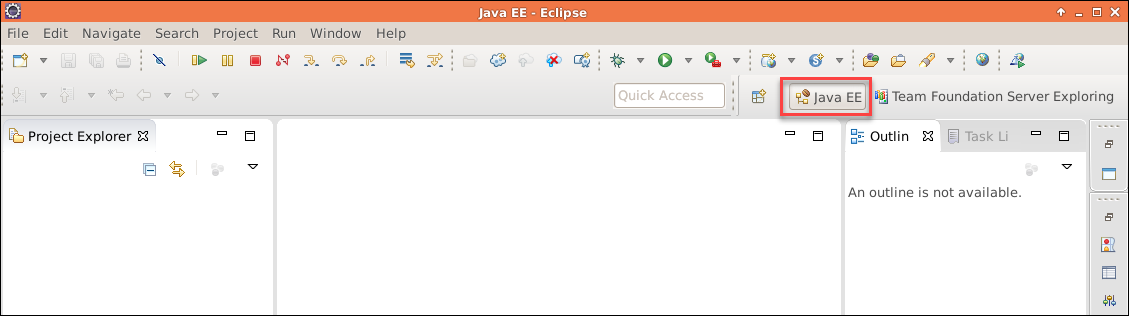 Java EE - Eclipse
File Edit Navigate Search Project Run Window Help
Quick Access Java EE Team Foundation Server Exploring
Project Explorer Outlin Task Li
An outline is not available.